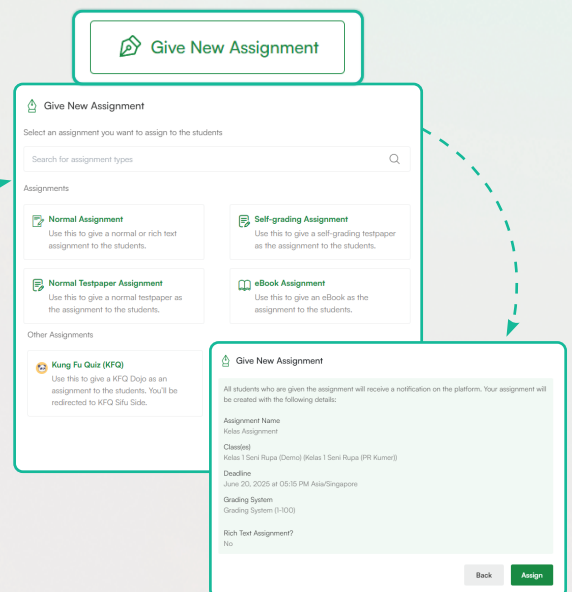 Give New Assignment
Give New Assignment
Select an assignment you want to assign to the students
Search for assignment types
Assignments
Normal Assignment
Use this to give a normal or rich text
assignment to the students.
Self-grading Assignment
Use this to give a self-grading testpaper
as the assignment to the students.
Normal Testpaper Assignment
Use this to give a normal testpaper as
the assignment to the students.
eBook Assignment
Use this to give an eBook as the
assignment to the students.
Other Assignments
Kung Fu Quiz (KFQ)
Use this to give a KFQ Dojo as an
assignment to the students. You'll be
redirected to KFQ Sifu Side.
Give New Assignment
All students who are given the assignment will receive a notification on the platform. Your assignment will
be created with the following details:
Assignment Name
Kelas Assignment
Class(es)
Kelas 1 Seni Rupa (Demo) (Kelas 1 Seni Rupa (PR Kumer))
Deadline
June 20, 2025 at 05:15 PM Asia/Singapore
Grading System
Grading System (1-100)
Rich Text Assignment?
No
Back
Assign